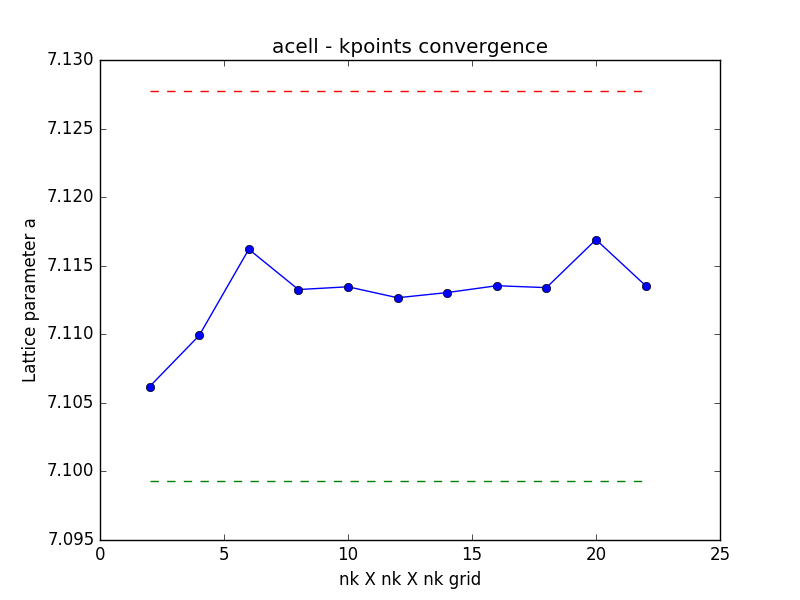 acell - kpoints convergence
7.130
7.125
7.120
7.115
7.110
7.105
7.100
7.095
Lattice parameter a
0 5 10 15 20 25
nk X nk X nk grid